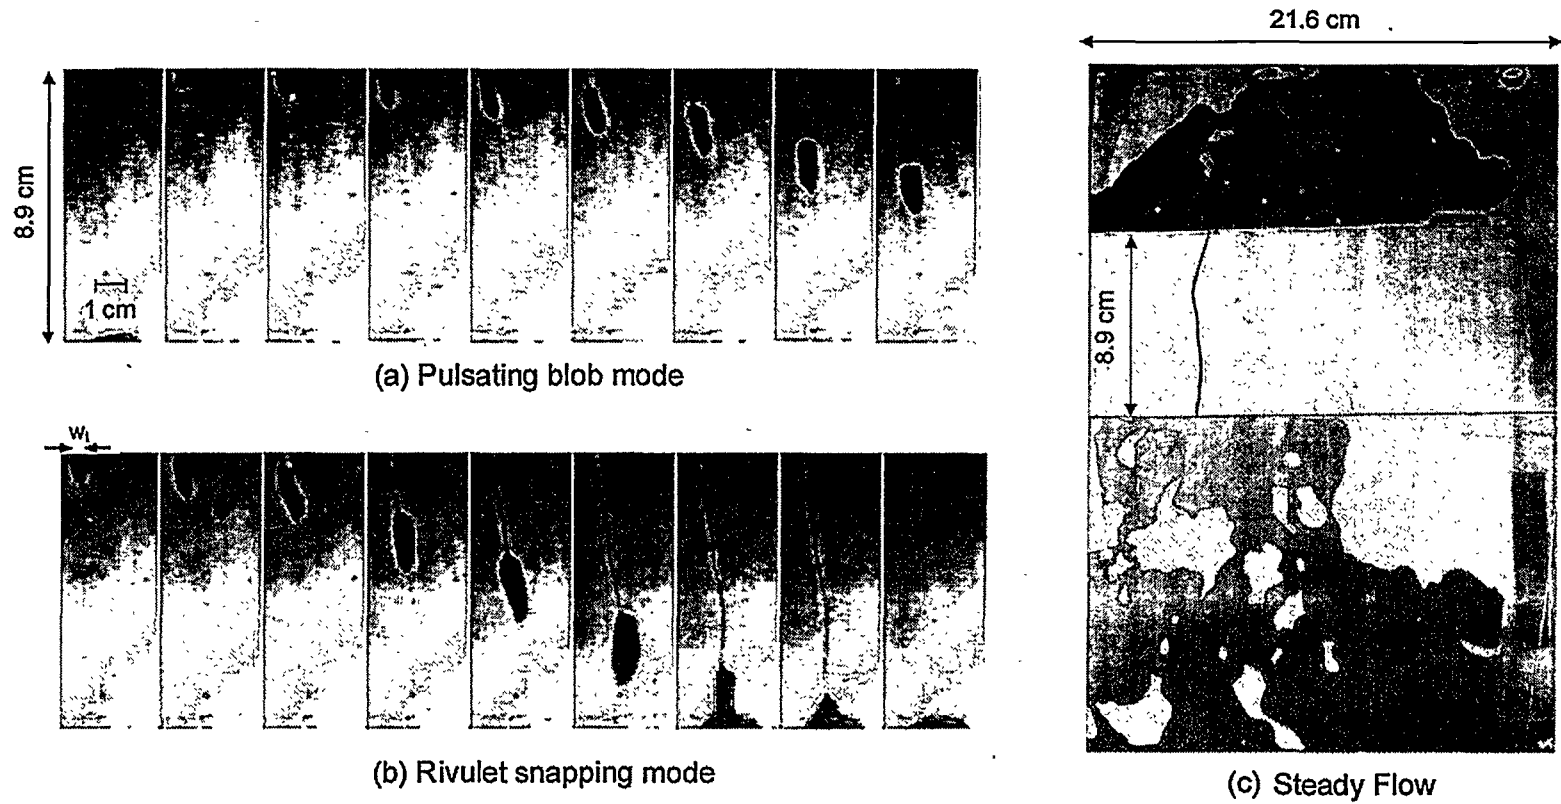 21.6 cm
8.9 cm
1 cm
(a) Pulsating blob mode
wᵢ
8.9 cm
(b) Rivulet snapping mode
(c) Steady Flow